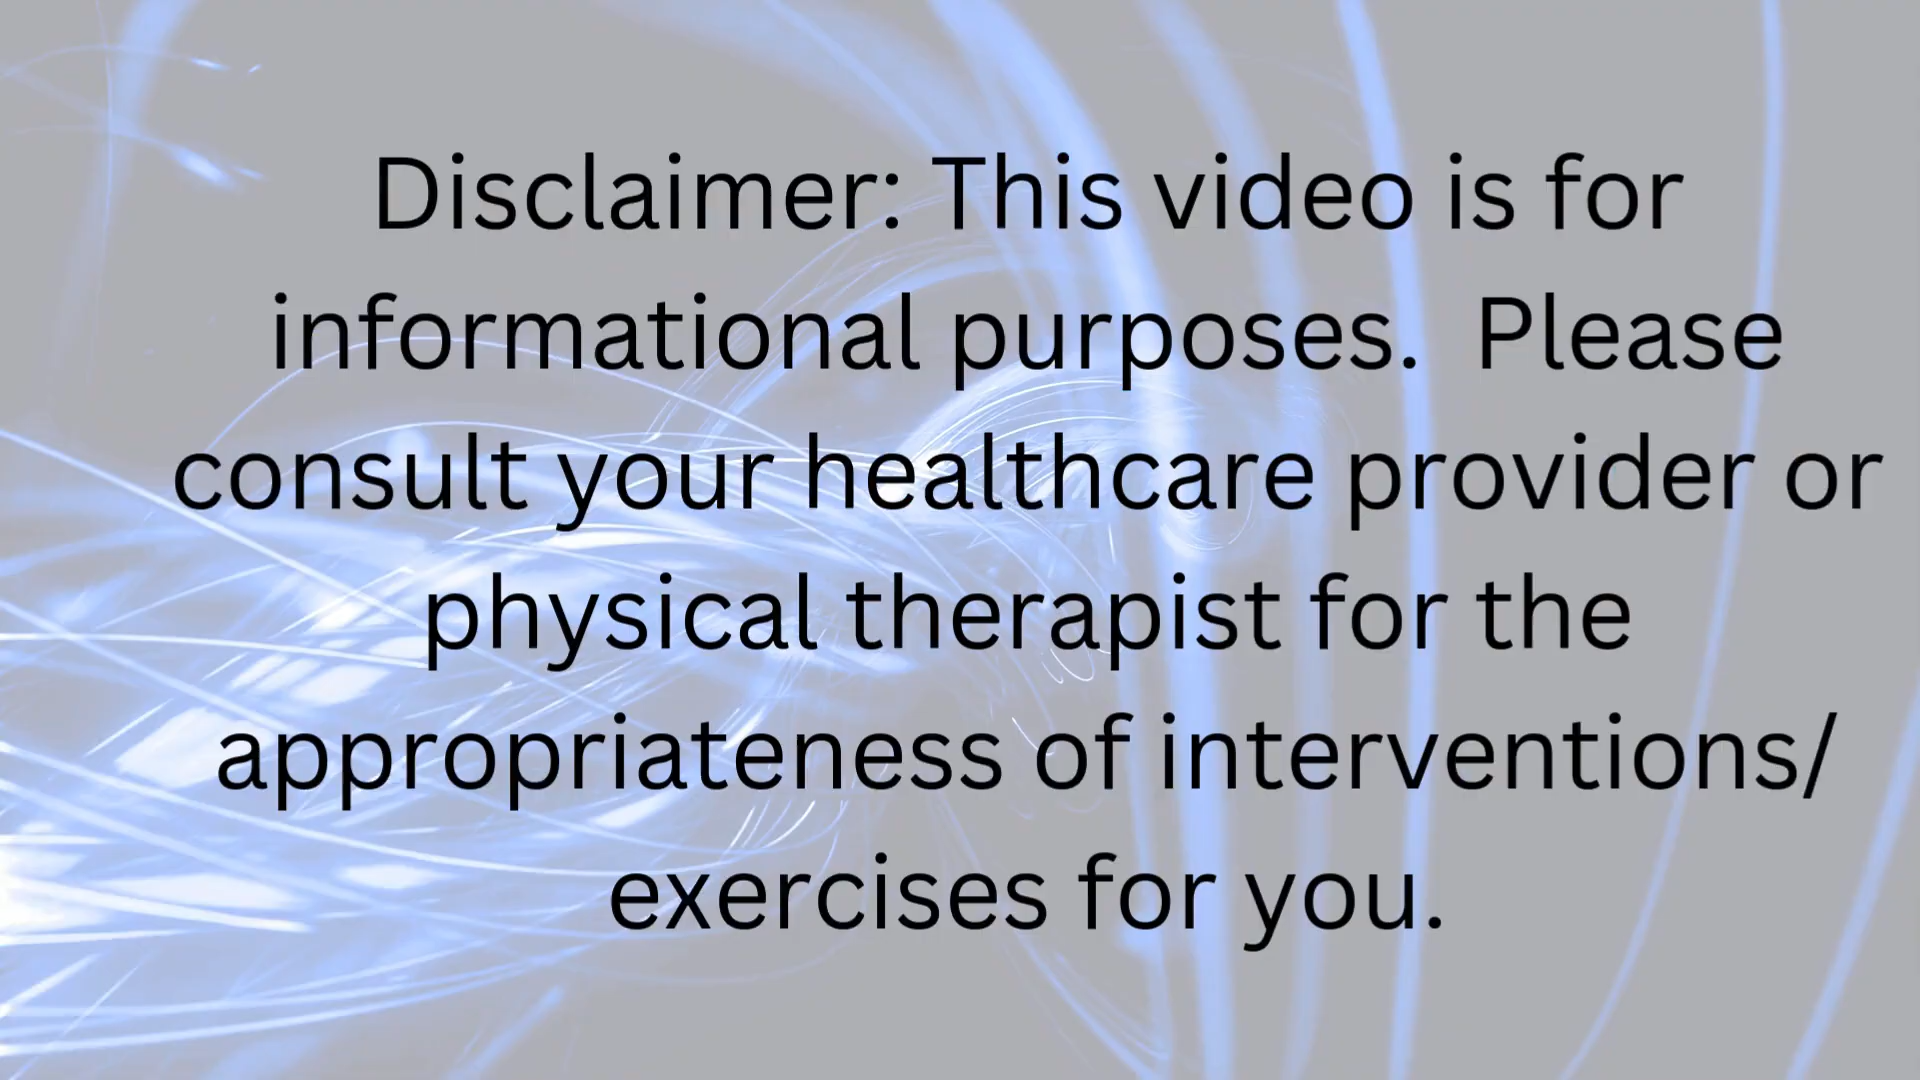 Disclaimer: This video is for
informational purposes.  Please
consult your healthcare provider or
physical therapist for the
appropriateness of interventions/
exercises for you.